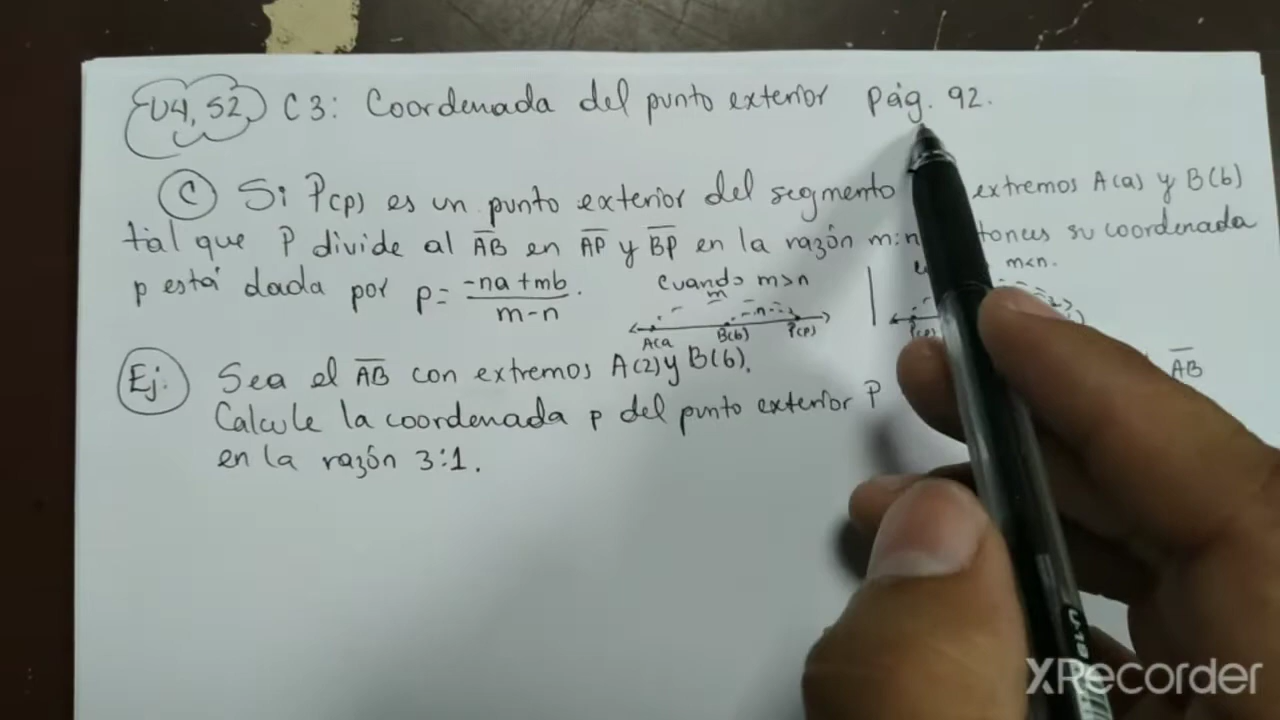 U4, S2 C3: Coordenada del punto exterior Pág. 92.
C Si P(p) es un punto exterior del segmento extremos A(a) y B(b)
tal que P divide al AB en AP y BP en la razón m:n su coordenada
p está dada por p = -na + mb / m - n.
cuando m>n
m
n
A(a B(b) P(p)
m<n.
P(p)
Ej: Sea el AB con extremos A(2) y B(6).
Calcule la coordenada p del punto exterior P
AB
en la razón 3:1.
XRecorder